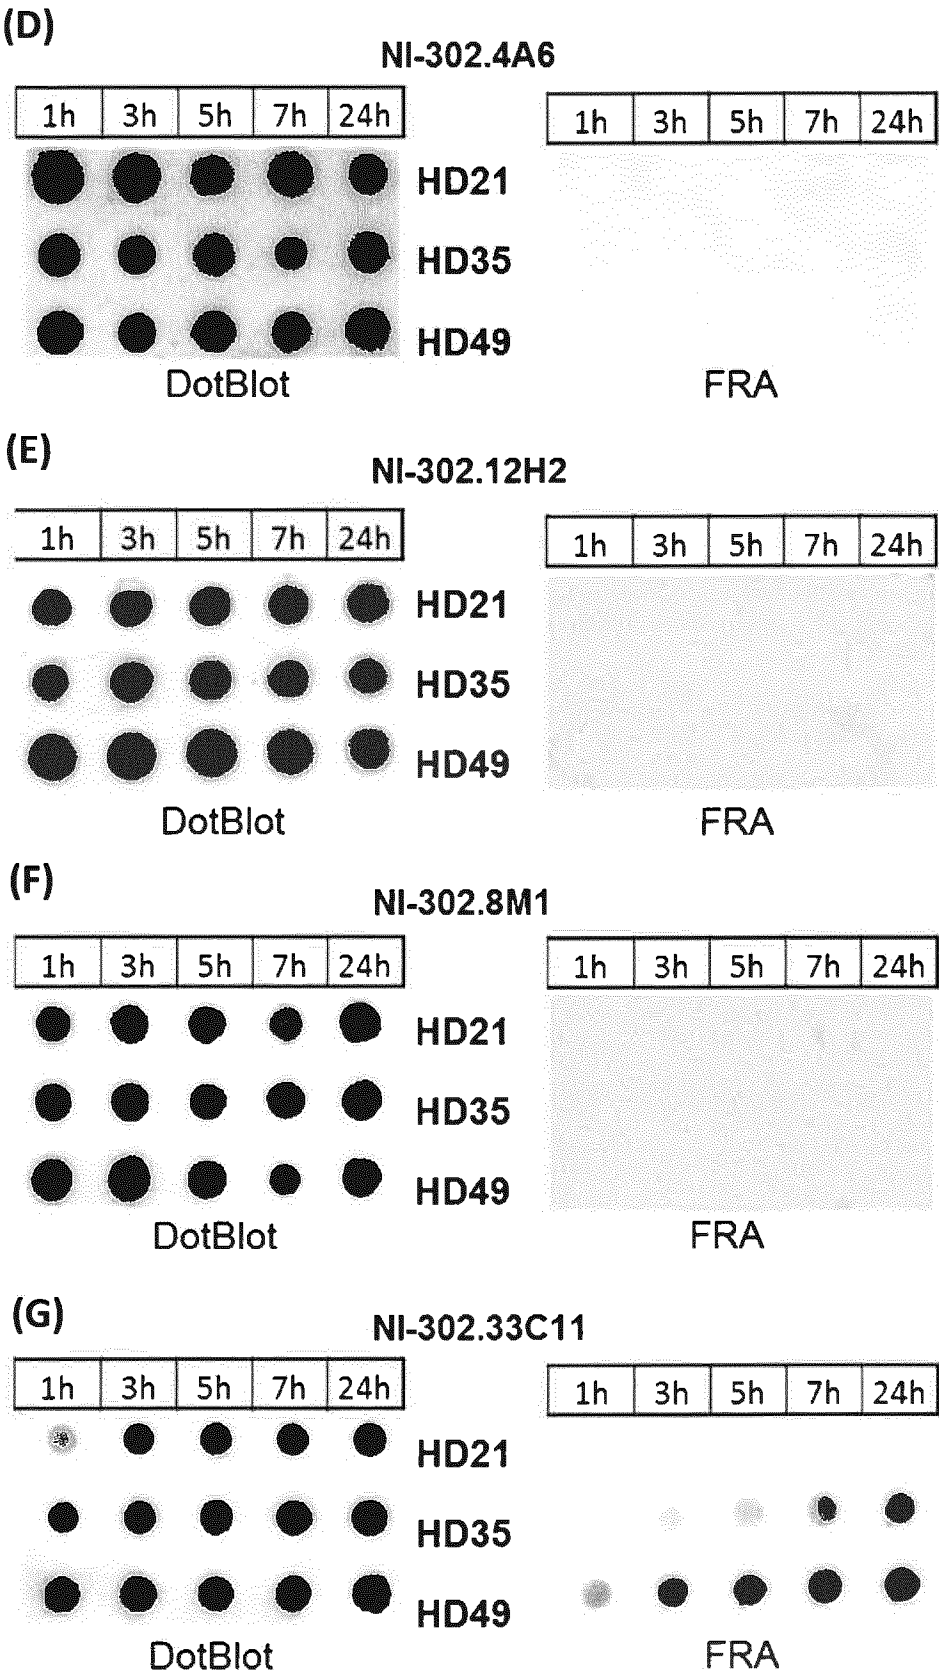 (D)
NI-302.4A6
1h 3h 5h 7h 24h 1h 3h 5h 7h 24h
HD21
HD35
HD49
DotBlot FRA
(E)
NI-302.12H2
1h 3h 5h 7h 24h 1h 3h 5h 7h 24h
HD21
HD35
HD49
DotBlot FRA
(F)
NI-302.8M1
1h 3h 5h 7h 24h 1h 3h 5h 7h 24h
HD21
HD35
HD49
DotBlot FRA
(G)
NI-302.33C11
1h 3h 5h 7h 24h 1h 3h 5h 7h 24h
HD21
HD35
HD49
DotBlot FRA